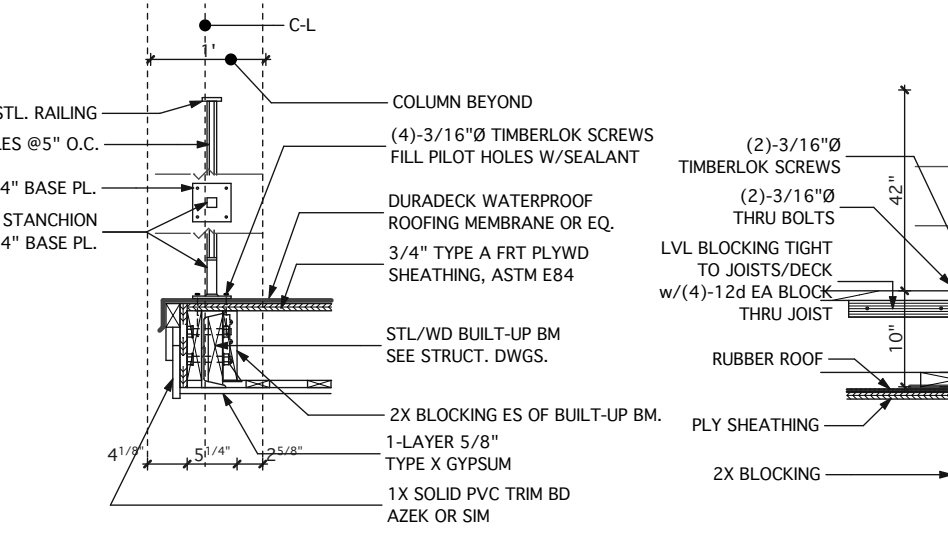 C-L
1'
STL. RAILING
COLUMN BEYOND
(4)-3/16"Ø TIMBERLOK SCREWS
FILL PILOT HOLES W/SEALANT
@5" O.C.
4" BASE PL.
STANCHION
4" BASE PL.
DURADECK WATERPROOF
ROOFING MEMBRANE OR EQ.
3/4" TYPE A FRT PLYWD
SHEATHING, ASTM E84
STL/WD BUILT-UP BM
SEE STRUCT. DWGS.
2X BLOCKING ES OF BUILT-UP BM.
1-LAYER 5/8"
TYPE X GYPSUM
1X SOLID PVC TRIM BD
AZEK OR SIM
4 1/8"
5 1/4"
2 5/8"
(2)-3/16"Ø
TIMBERLOK SCREWS
(2)-3/16"Ø
THRU BOLTS
LVL BLOCKING TIGHT
TO JOISTS/DECK
w/(4)-12d EA BLOCK
THRU JOIST
42"
10"
RUBBER ROOF
PLY SHEATHING
2X BLOCKING